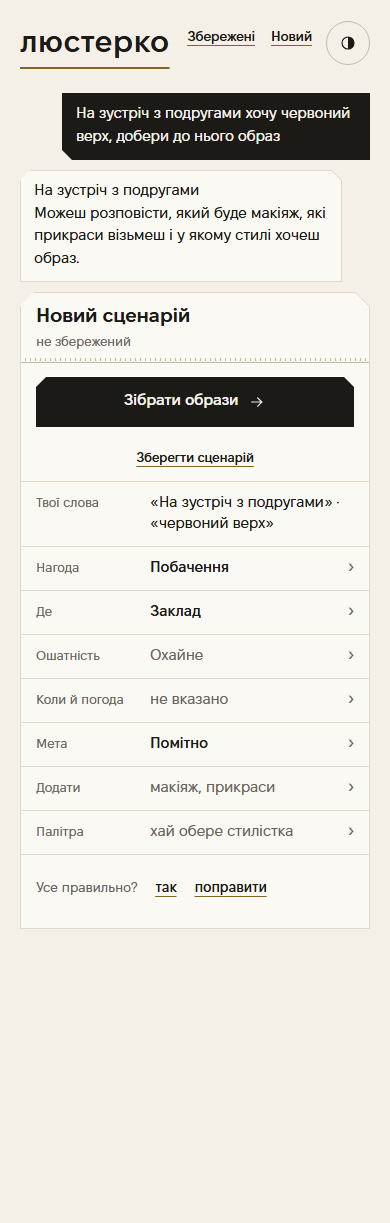 люстерко
Збережені
Новий
На зустріч з подругами хочу червоний
верх, добери до нього образ
На зустріч з подругами
Можеш розповісти, який буде макіяж, які
прикраси візьмеш і у якому стилі хочеш
образ.
Новий сценарій
не збережений
Зібрати образи →
Зберегти сценарій
Твої слова
«На зустріч з подругами» ·
«червоний верх»
Нагода
Побачення
Де
Заклад
Ошатність
Охайне
Коли й погода
не вказано
Мета
Помітно
Додати
макіяж, прикраси
Палітра
хай обере стилістка
Усе правильно?
так
поправити